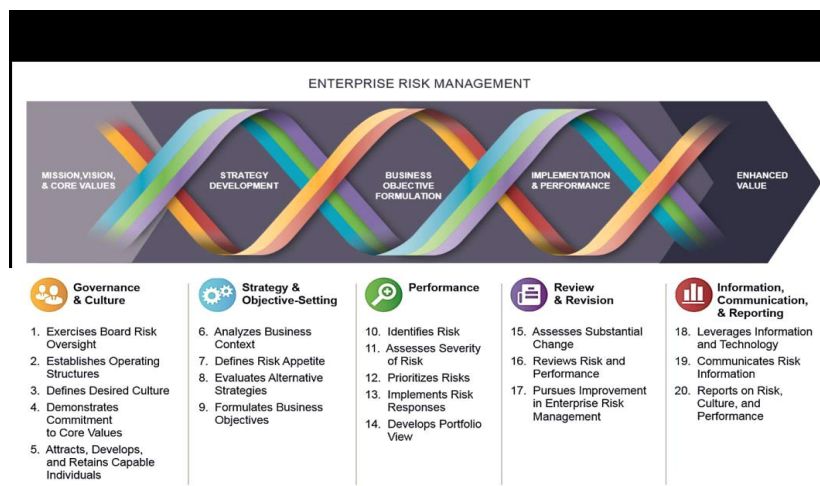 ENTERPRISE RISK MANAGEMENT
MISSION,VISION,
& CORE VALUES
STRATEGY
DEVELOPMENT
BUSINESS
OBJECTIVE
FORMULATION
IMPLEMENTATION
& PERFORMANCE
ENHANCED
VALUE
Governance
& Culture
1. Exercises Board Risk
Oversight
2. Establishes Operating
Structures
3. Defines Desired Culture
4. Demonstrates
Commitment
to Core Values
5. Attracts, Develops,
and Retains Capable
Individuals
Strategy &
Objective-Setting
6. Analyzes Business
Context
7. Defines Risk Appetite
8. Evaluates Alternative
Strategies
9. Formulates Business
Objectives
Performance
10. Identifies Risk
11. Assesses Severity
of Risk
12. Prioritizes Risks
13. Implements Risk
Responses
14. Develops Portfolio
View
Review
& Revision
15. Assesses Substantial
Change
16. Reviews Risk and
Performance
17. Pursues Improvement
in Enterprise Risk
Management
Information,
Communication,
& Reporting
18. Leverages Information
and Technology
19. Communicates Risk
Information
20. Reports on Risk,
Culture, and
Performance